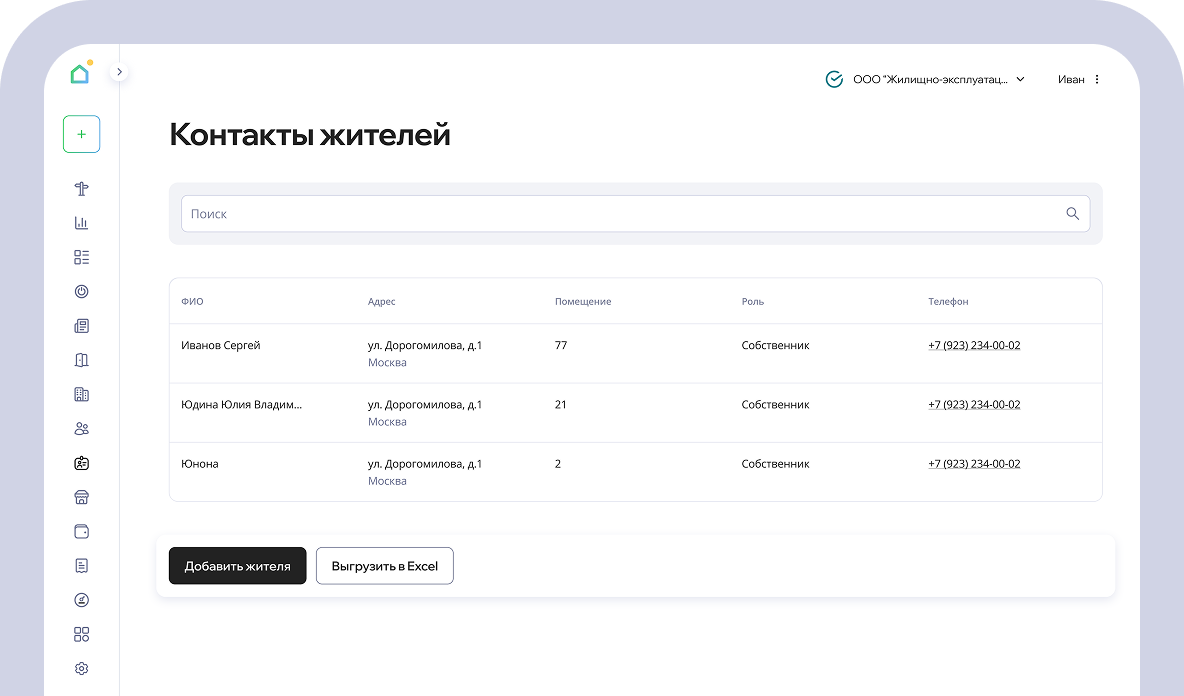 ООО "Жилищно-эксплуатац...
Иван
Контакты жителей
Поиск
ФИО Адрес Помещение Роль Телефон
Иванов Сергей ул. Дорогомилова, д.1 77 Собственник +7 (923) 234-00-02
Москва
Юдина Юлия Владим... ул. Дорогомилова, д.1 21 Собственник +7 (923) 234-00-02
Москва
Юнона ул. Дорогомилова, д.1 2 Собственник +7 (923) 234-00-02
Москва
Добавить жителя Выгрузить в Excel